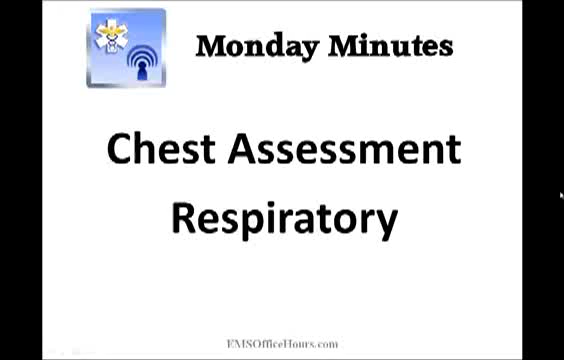 Monday Minutes
Chest Assessment
Respiratory
EMSOfficeHours.com